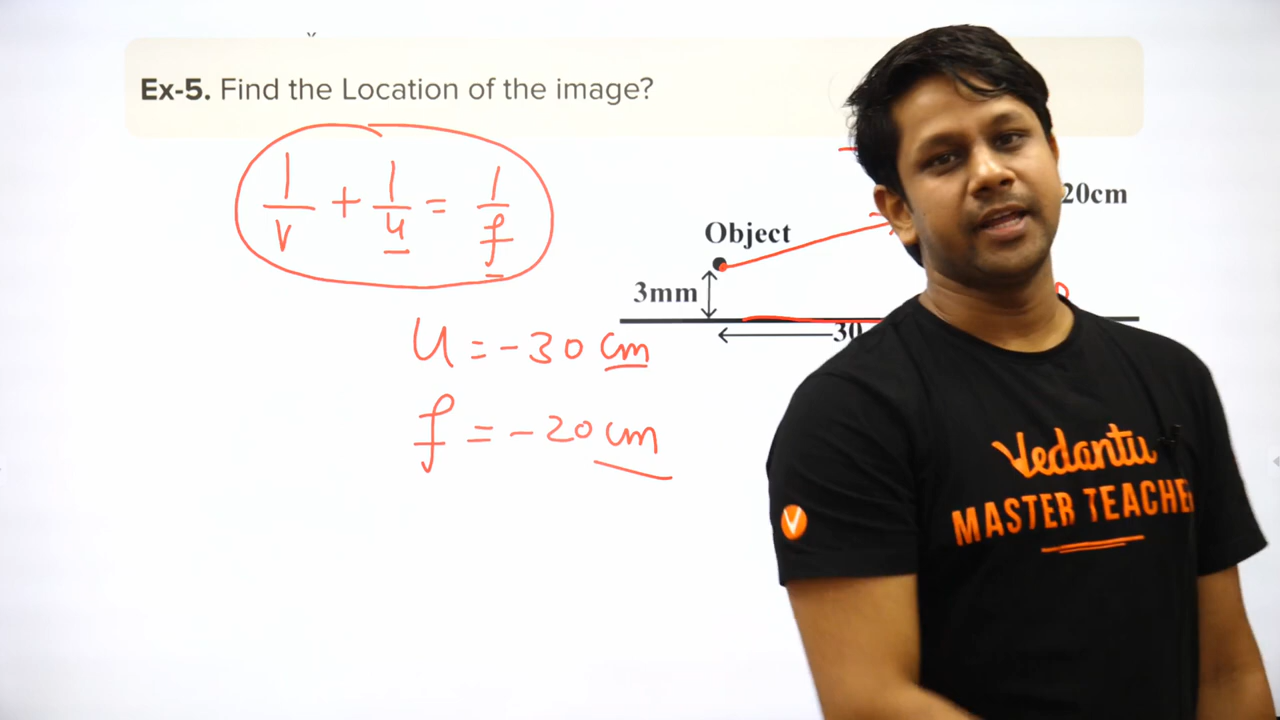 Ex-5. Find the Location of the image?
1/v + 1/u = 1/f
20cm
Object
3mm
30
u = -30 cm
f = -20 cm
Vedantu
MASTER TEACHER
V